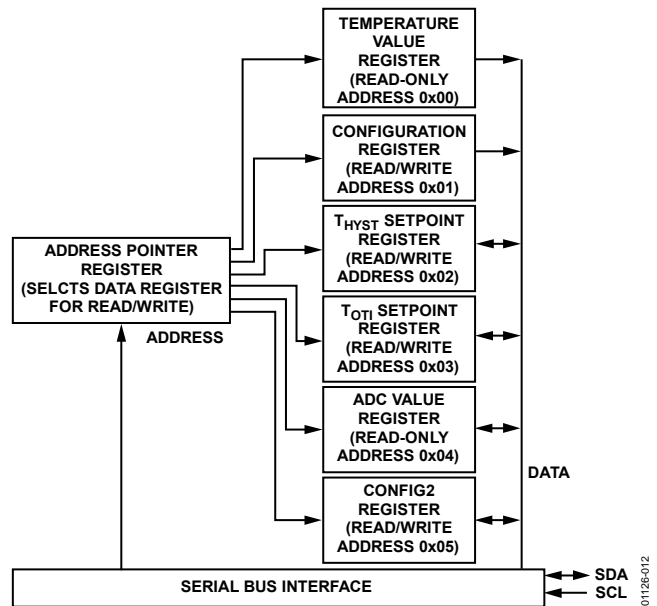 TEMPERATURE
VALUE
REGISTER
(READ-ONLY
ADDRESS 0x00)
CONFIGURATION
REGISTER
(READ/WRITE
ADDRESS 0x01)
THYST SETPOINT
REGISTER
(READ/WRITE
ADDRESS 0x02)
ADDRESS POINTER
REGISTER
(SELCTS DATA REGISTER
FOR READ/WRITE)
ADDRESS
TOTI SETPOINT
REGISTER
(READ/WRITE
ADDRESS 0x03)
ADC VALUE
REGISTER
(READ-ONLY
ADDRESS 0x04)
DATA
CONFIG2
REGISTER
(READ/WRITE
ADDRESS 0x05)
SERIAL BUS INTERFACE
SDA
SCL
01126-012